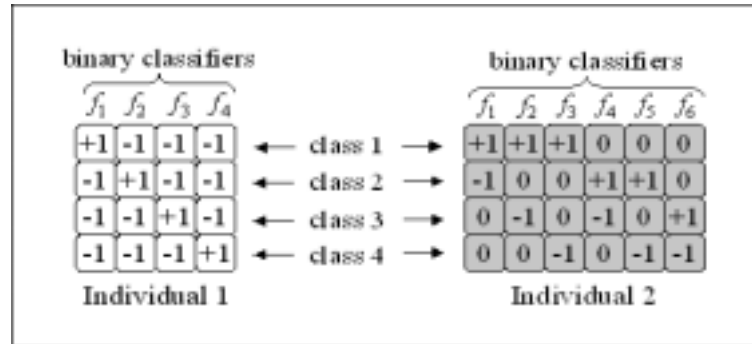 binary classifiers
f1 f2 f3 f4
+1 -1 -1 -1
-1 +1 -1 -1
-1 -1 +1 -1
-1 -1 -1 +1
Individual 1
class 1
class 2
class 3
class 4
binary classifiers
f1 f2 f3 f4 f5 f6
+1 +1 +1 0 0 0
-1 0 0 +1 +1 0
0 -1 0 -1 0 +1
0 0 -1 0 -1 -1
Individual 2